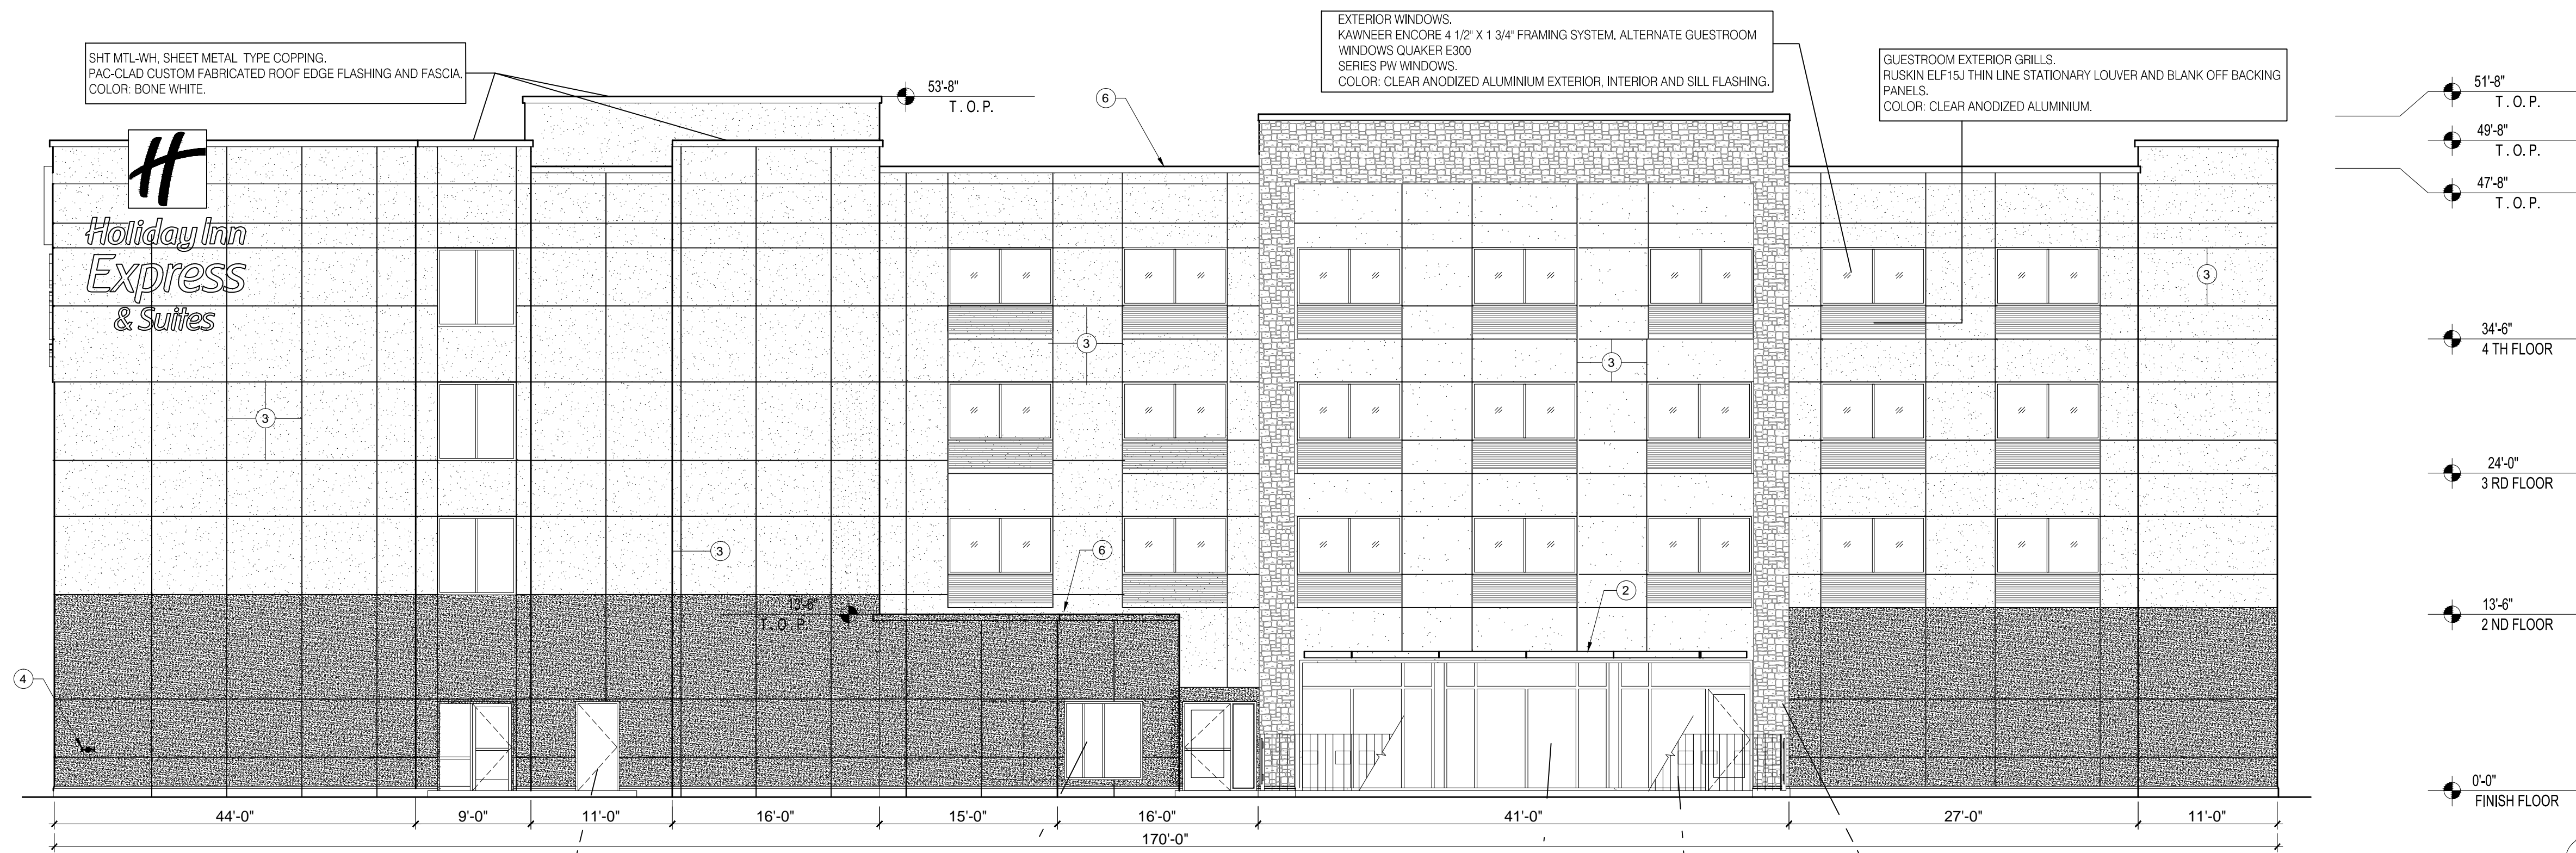 EXTERIOR WINDOWS.
KAWNEER ENCORE 4 1/2" X 1 3/4" FRAMING SYSTEM. ALTERNATE GUESTROOM
WINDOWS QUAKER E300
SERIES PW WINDOWS.
COLOR: CLEAR ANODIZED ALUMINIUM EXTERIOR, INTERIOR AND SILL FLASHING.
SHT MTL-WH, SHEET METAL TYPE COPPING.
PAC-CLAD CUSTOM FABRICATED ROOF EDGE FLASHING AND FASCIA.
COLOR: BONE WHITE.
GUESTROOM EXTERIOR GRILLS.
RUSKIN ELF15J THIN LINE STATIONARY LOUVER AND BLANK OFF BACKING
PANELS.
COLOR: CLEAR ANODIZED ALUMINIUM.
53'-8"
T.O.P.
6
51'-8"
T.O.P.
49'-8"
T.O.P.
47'-8"
T.O.P.
H
Holiday Inn
Express
& Suites
3
3
3
3
3
34'-6"
4 TH FLOOR
24'-0"
3 RD FLOOR
6
2
13'-6"
T.O.P.
13'-6"
2 ND FLOOR
4
0'-0"
FINISH FLOOR
44'-0"
9'-0"
11'-0"
16'-0"
15'-0"
16'-0"
41'-0"
27'-0"
11'-0"
170'-0"